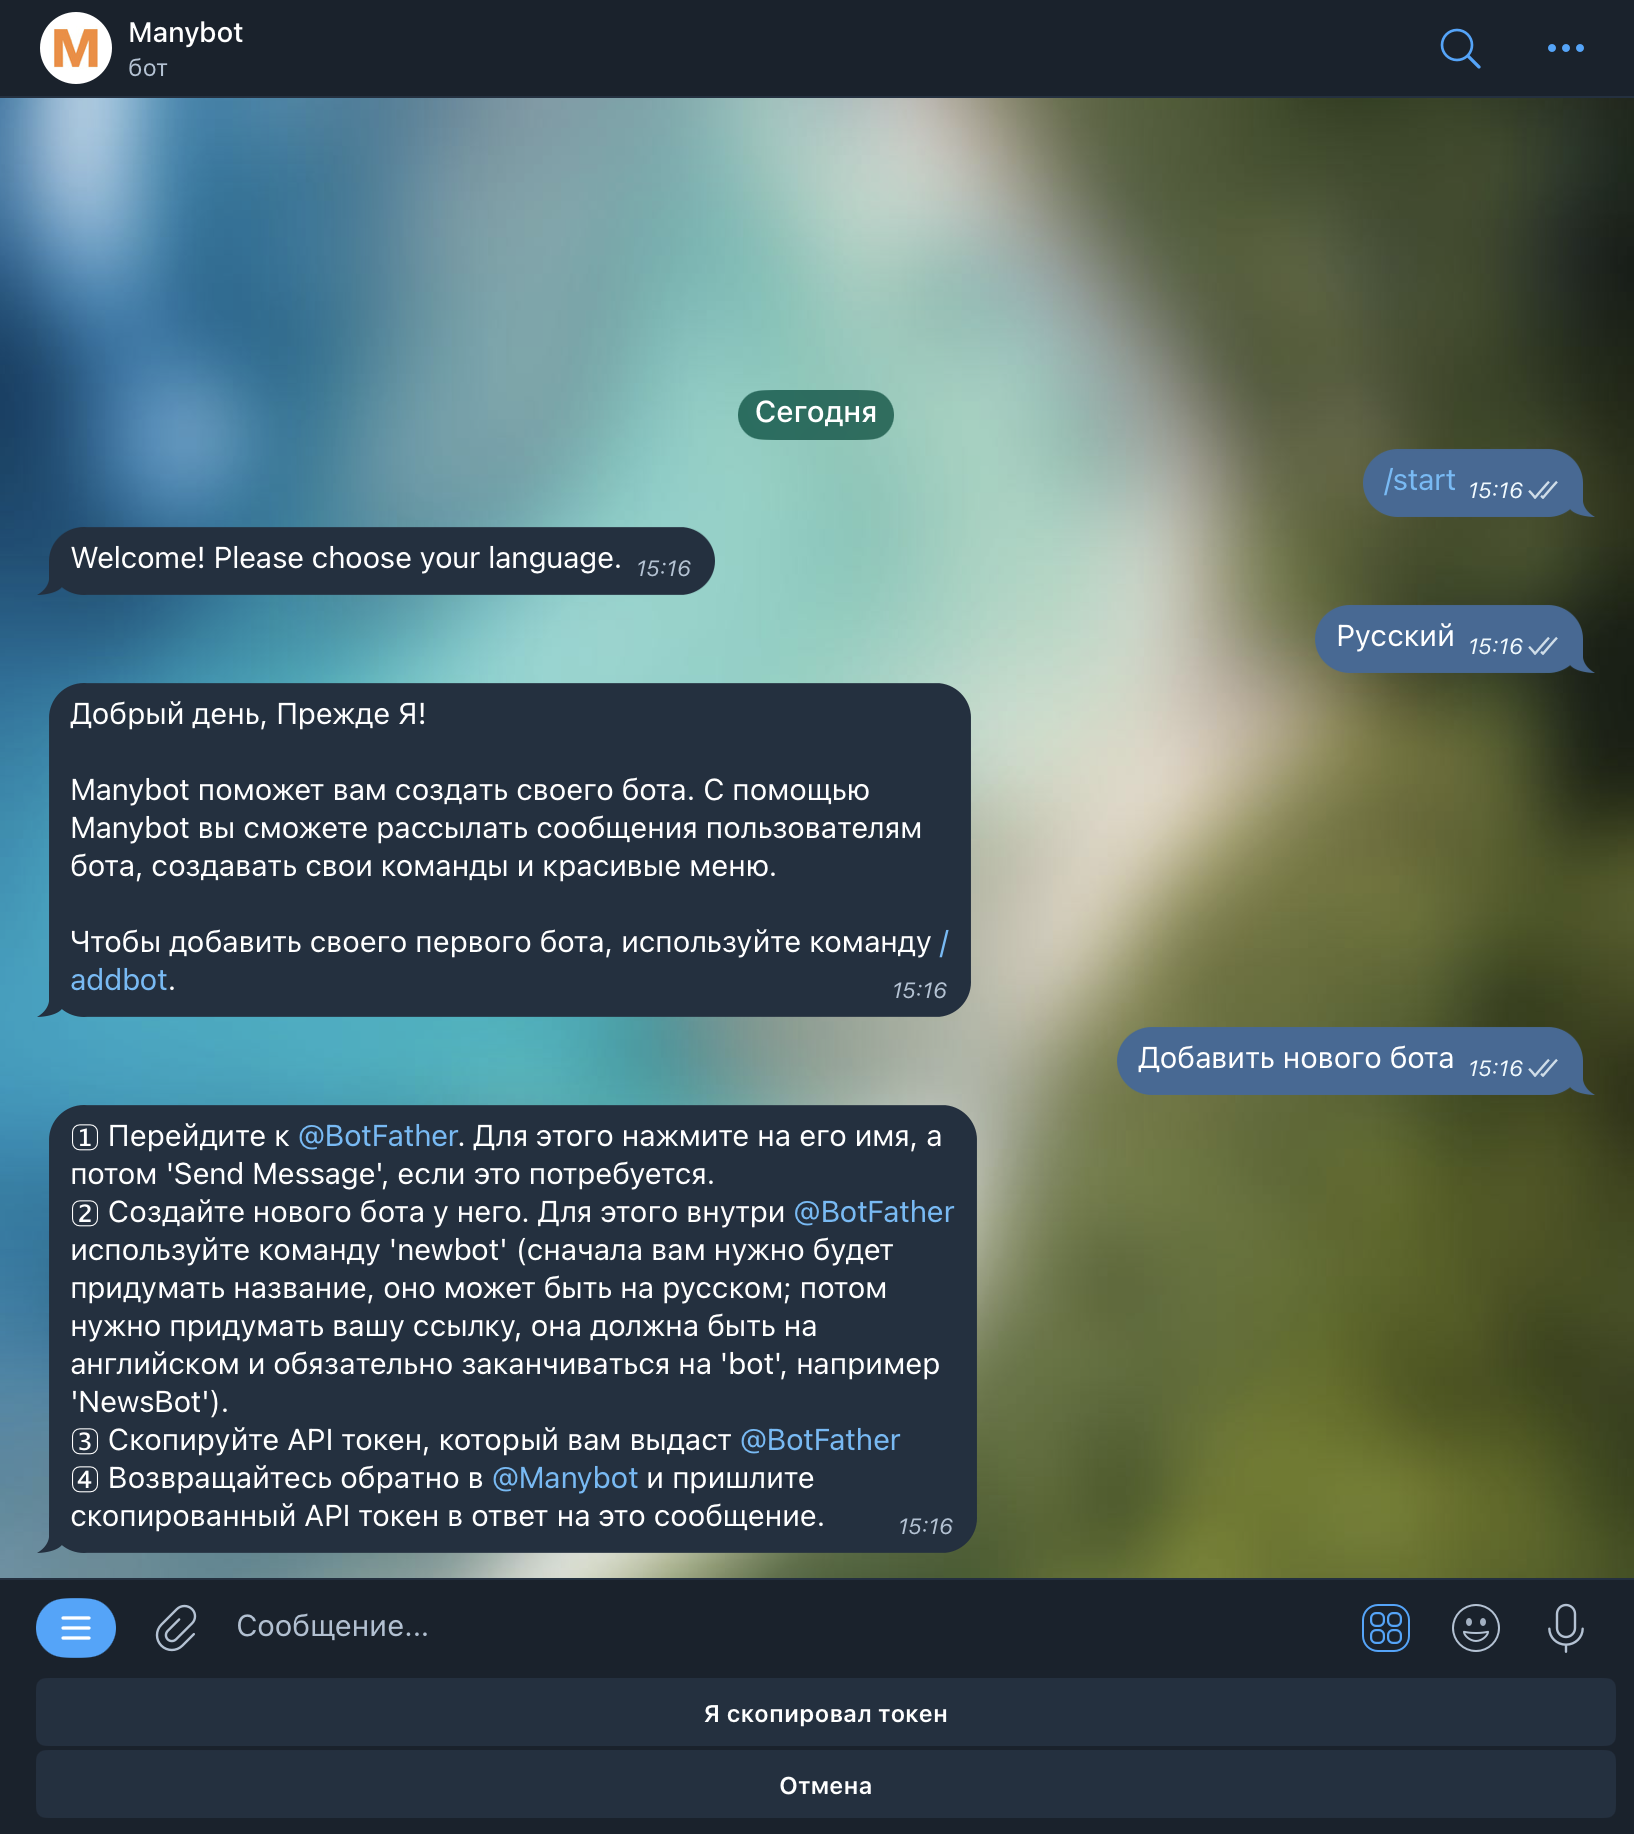 M
Manybot
бот
Сегодня
/start 15:16
Welcome! Please choose your language. 15:16
Русский 15:16
Добрый день, Прежде Я!
Manybot поможет вам создать своего бота. С помощью
Manybot вы сможете рассылать сообщения пользователям
бота, создавать свои команды и красивые меню.
Чтобы добавить своего первого бота, используйте команду /
addbot. 15:16
Добавить нового бота 15:16
1 Перейдите к @BotFather. Для этого нажмите на его имя, а
потом 'Send Message', если это потребуется.
2 Создайте нового бота у него. Для этого внутри @BotFather
используйте команду 'newbot' (сначала вам нужно будет
придумать название, оно может быть на русском; потом
нужно придумать вашу ссылку, она должна быть на
английском и обязательно заканчиваться на 'bot', например
'NewsBot').
3 Скопируйте API токен, который вам выдаст @BotFather
4 Возвращайтесь обратно в @Manybot и пришлите
скопированный API токен в ответ на это сообщение. 15:16
Сообщение...
Я скопировал токен
Отмена